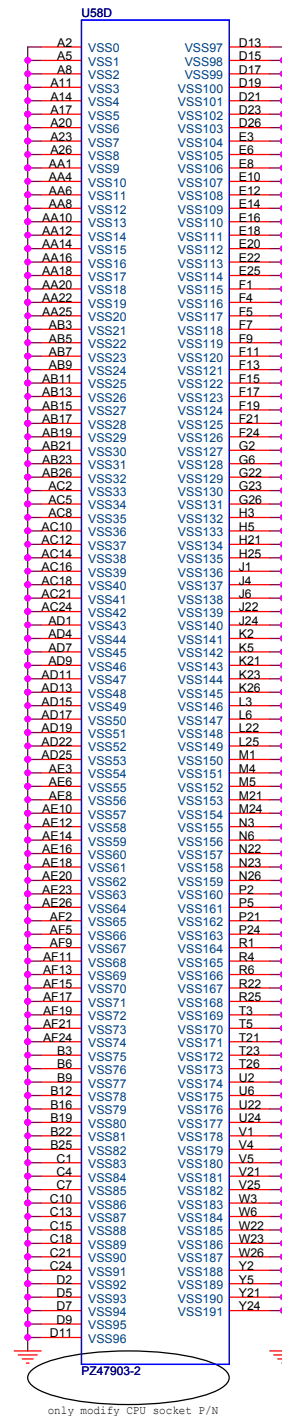 U58D
A2 VSS0 VSS97 D13
A5 VSS1 VSS98 D15
A8 VSS2 VSS99 D17
A11 VSS3 VSS100 D19
A14 VSS4 VSS101 D21
A17 VSS5 VSS102 D23
A20 VSS6 VSS103 D26
A23 VSS7 VSS104 E3
A26 VSS8 VSS105 E6
AA1 VSS9 VSS106 E8
AA4 VSS10 VSS107 E10
AA6 VSS11 VSS108 E12
AA8 VSS12 VSS109 E14
AA10 VSS13 VSS110 E16
AA12 VSS14 VSS111 E18
AA14 VSS15 VSS112 E20
AA16 VSS16 VSS113 E22
AA18 VSS17 VSS114 E25
AA20 VSS18 VSS115 F1
AA22 VSS19 VSS116 F4
AA25 VSS20 VSS117 F5
AB3 VSS21 VSS118 F7
AB5 VSS22 VSS119 F9
AB7 VSS23 VSS120 F11
AB9 VSS24 VSS121 F13
AB11 VSS25 VSS122 F15
AB13 VSS26 VSS123 F17
AB15 VSS27 VSS124 F19
AB17 VSS28 VSS125 F21
AB19 VSS29 VSS126 F24
AB21 VSS30 VSS127 G2
AB23 VSS31 VSS128 G6
AB26 VSS32 VSS129 G22
AC2 VSS33 VSS130 G23
AC5 VSS34 VSS131 G26
AC8 VSS35 VSS132 H3
AC10 VSS36 VSS133 H5
AC12 VSS37 VSS134 H21
AC14 VSS38 VSS135 H25
AC16 VSS39 VSS136 J1
AC18 VSS40 VSS137 J4
AC21 VSS41 VSS138 J6
AC24 VSS42 VSS139 J22
AD1 VSS43 VSS140 J24
AD4 VSS44 VSS141 K2
AD7 VSS45 VSS142 K5
AD9 VSS46 VSS143 K21
AD11 VSS47 VSS144 K23
AD13 VSS48 VSS145 K26
AD15 VSS49 VSS146 L3
AD17 VSS50 VSS147 L6
AD19 VSS51 VSS148 L22
AD22 VSS52 VSS149 L25
AD25 VSS53 VSS150 M1
AE3 VSS54 VSS151 M4
AE6 VSS55 VSS152 M5
AE8 VSS56 VSS153 M21
AE10 VSS57 VSS154 M24
AE12 VSS58 VSS155 N3
AE14 VSS59 VSS156 N6
AE16 VSS60 VSS157 N22
AE18 VSS61 VSS158 N23
AE20 VSS62 VSS159 N26
AE23 VSS63 VSS160 P2
AE26 VSS64 VSS161 P5
AF2 VSS65 VSS162 P21
AF5 VSS66 VSS163 P24
AF9 VSS67 VSS164 R1
AF11 VSS68 VSS165 R4
AF13 VSS69 VSS166 R6
AF15 VSS70 VSS167 R22
AF17 VSS71 VSS168 R25
AF19 VSS72 VSS169 T3
AF21 VSS73 VSS170 T5
AF24 VSS74 VSS171 T21
B3 VSS75 VSS172 T23
B6 VSS76 VSS173 T26
B9 VSS77 VSS174 U2
B12 VSS78 VSS175 U6
B16 VSS79 VSS176 U22
B19 VSS80 VSS177 U24
B22 VSS81 VSS178 V1
B25 VSS82 VSS179 V4
C1 VSS83 VSS180 V5
C4 VSS84 VSS181 V21
C7 VSS85 VSS182 V25
C10 VSS86 VSS183 W3
C13 VSS87 VSS184 W6
C15 VSS88 VSS185 W22
C18 VSS89 VSS186 W23
C21 VSS90 VSS187 W26
C24 VSS91 VSS188 Y2
D2 VSS92 VSS189 Y5
D5 VSS93 VSS190 Y21
D7 VSS94 VSS191 Y24
D9 VSS95
D11 VSS96
PZ47903-2
only modify CPU socket P/N